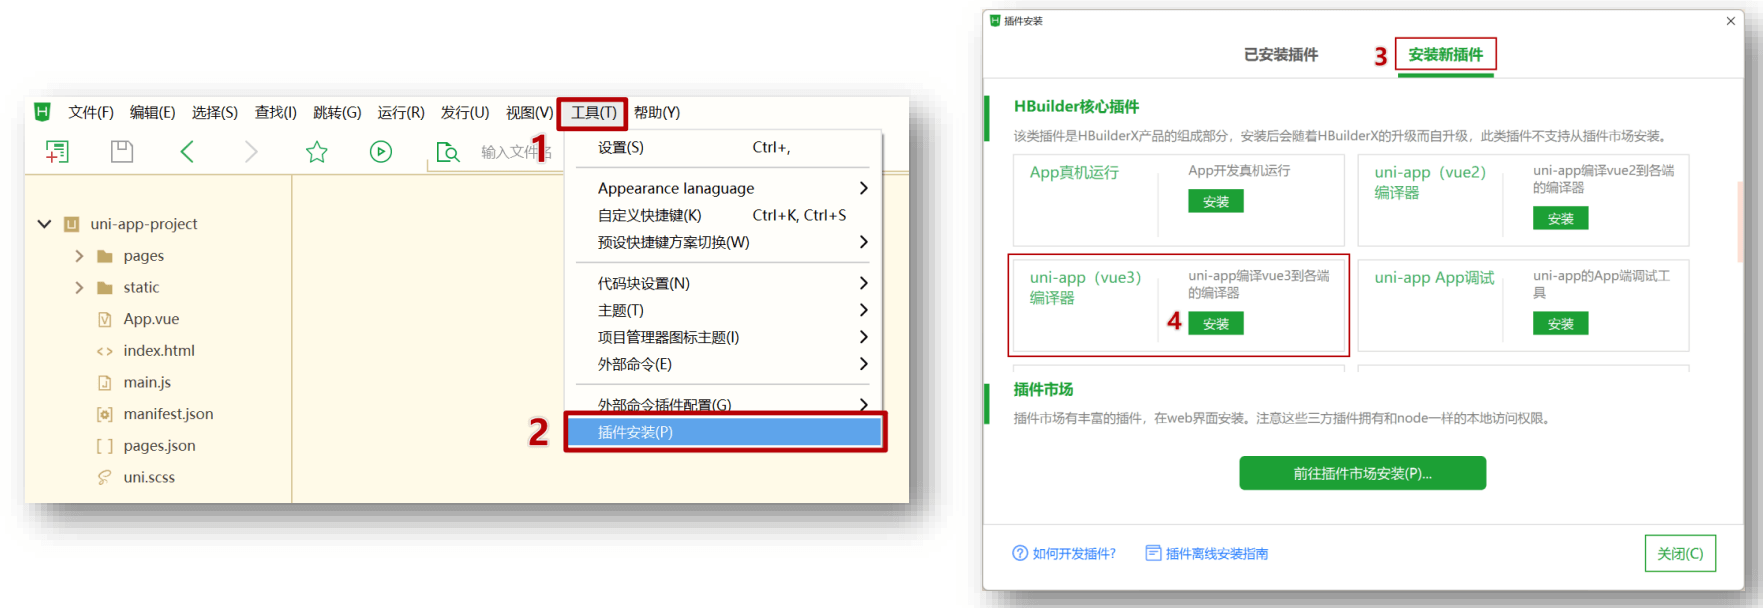 文件(F) 编辑(E) 选择(S) 查找(I) 跳转(G) 运行(R) 发行(U) 视图(V) 工具(T) 帮助(Y)
1
输入文件名
设置(S) Ctrl+,
Appearance lanaguage
自定义快捷键(K) Ctrl+K, Ctrl+S
预设快捷键方案切换(W)
代码块设置(N)
主题(T)
项目管理器图标主题(I)
外部命令(E)
外部命令插件配置(G)
2
插件安装(P)
uni-app-project
pages
static
App.vue
index.html
main.js
manifest.json
pages.json
uni.scss
插件安装
已安装插件
3
安装新插件
HBuilder核心插件
该类插件是HBuilderX产品的组成部分，安装后会随着HBuilderX的升级而自升级，此类插件不支持从插件市场安装。
App真机运行
App开发真机运行
安装
uni-app（vue2）
编译器
uni-app编译vue2到各端
的编译器
安装
uni-app（vue3）
编译器
uni-app编译vue3到各端
的编译器
4
安装
uni-app App调试
uni-app的App端调试工
具
安装
插件市场
插件市场有丰富的插件，在web界面安装。注意这些三方插件拥有和node一样的本地访问权限。
前往插件市场安装(P)...
如何开发插件?
插件离线安装指南
关闭(C)